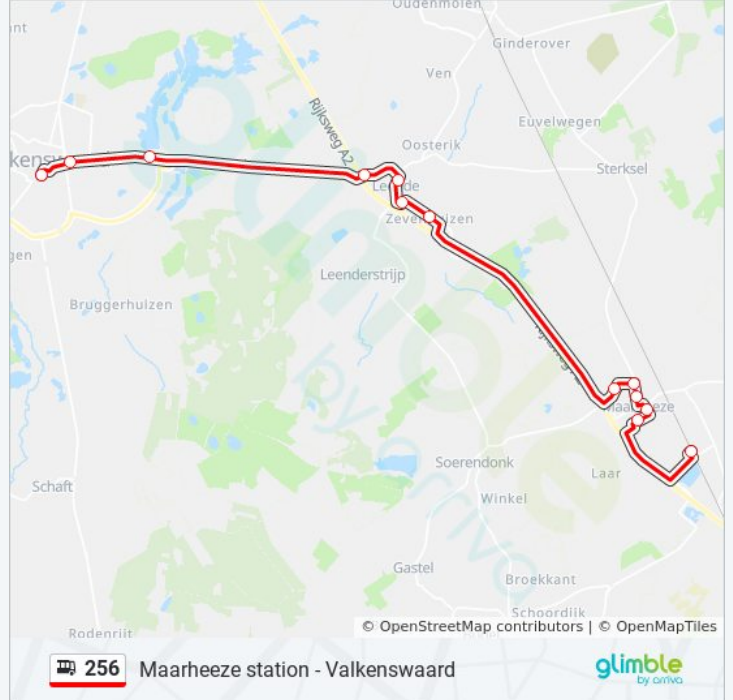 Oudenmolen
Ginderover
Ven
Rijksweg A2
Euvelwegen
Oosterik
Sterksel
Leenderstrijp
Bruggerhuizen
Soerendonk
Laar
Winkel
Schaft
Gastel
Broekkant
Schoordijk
Rodenrijt
© OpenStreetMap contributors | © OpenMapTiles
256 Maarheeze station - Valkenswaard
glimble
by arriva